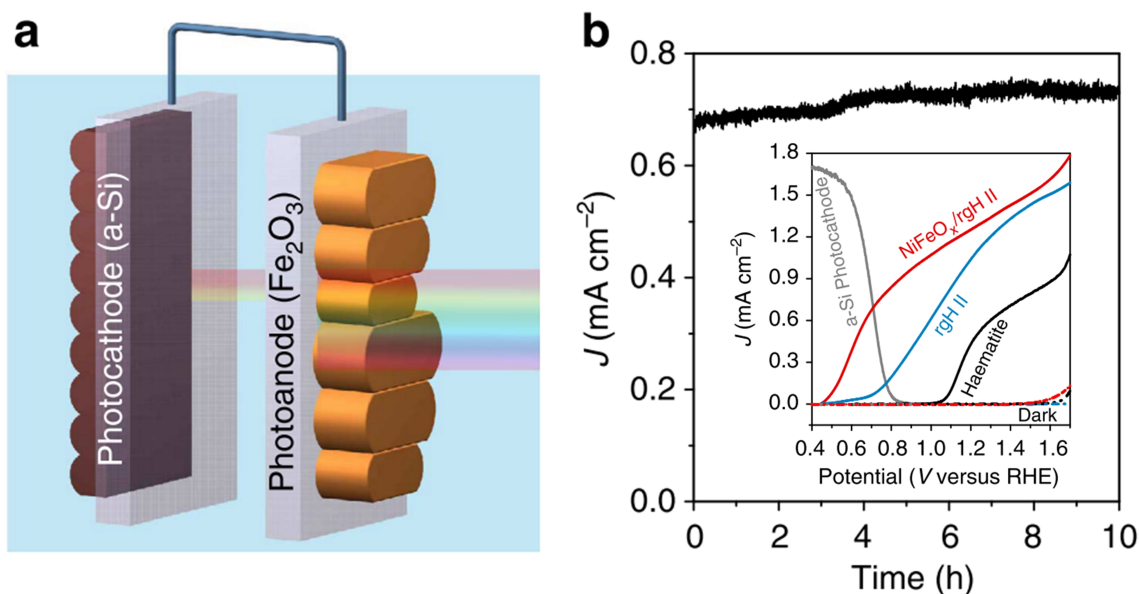 a
Photocathode (a-Si)
Photoanode (Fe₂O₃)
b
J (mA cm⁻²)
0.8
0.6
0.4
0.2
0.0
0 2 4 6 8 10
Time (h)
J (mA cm⁻²)
1.8
1.5
1.2
0.9
0.6
0.3
0.0
a-Si Photocathode
NiFeOₓ/rgH II
rgH II
Haematite
Dark
0.4 0.6 0.8 1.0 1.2 1.4 1.6
Potential (V versus RHE)